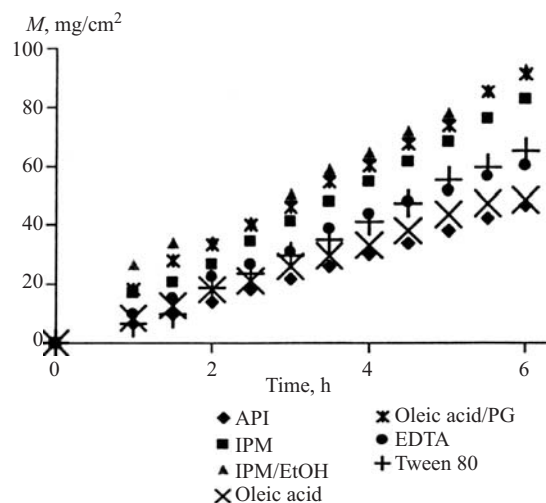 M, mg/cm²
100
80
60
40
20
0
0 2 4 6
Time, h
API
IPM
IPM/EtOH
Oleic acid
Oleic acid/PG
EDTA
Tween 80